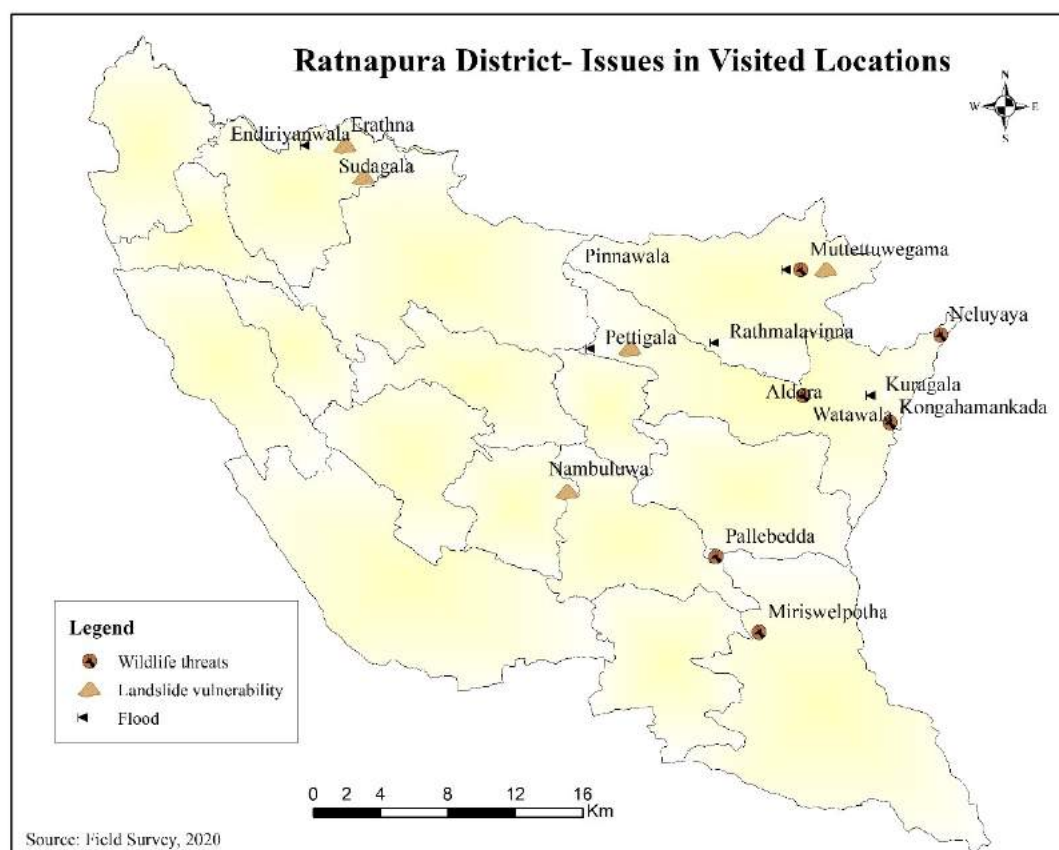 Ratnapura District- Issues in Visited Locations
N
W E
S
Erathna
Endiriyanwala
Sudagala
Pinnawala
Muttettuwegama
Neluyaya
Rathmalavinna
Pettigala
Aldora
Kuragala
Watawala
Kongahamankada
Nambuluwa
Pallebedda
Miriswelpotha
Legend
Wildlife threats
Landslide vulnerability
Flood
0 2 4 8 12 16
Km
Source: Field Survey, 2020